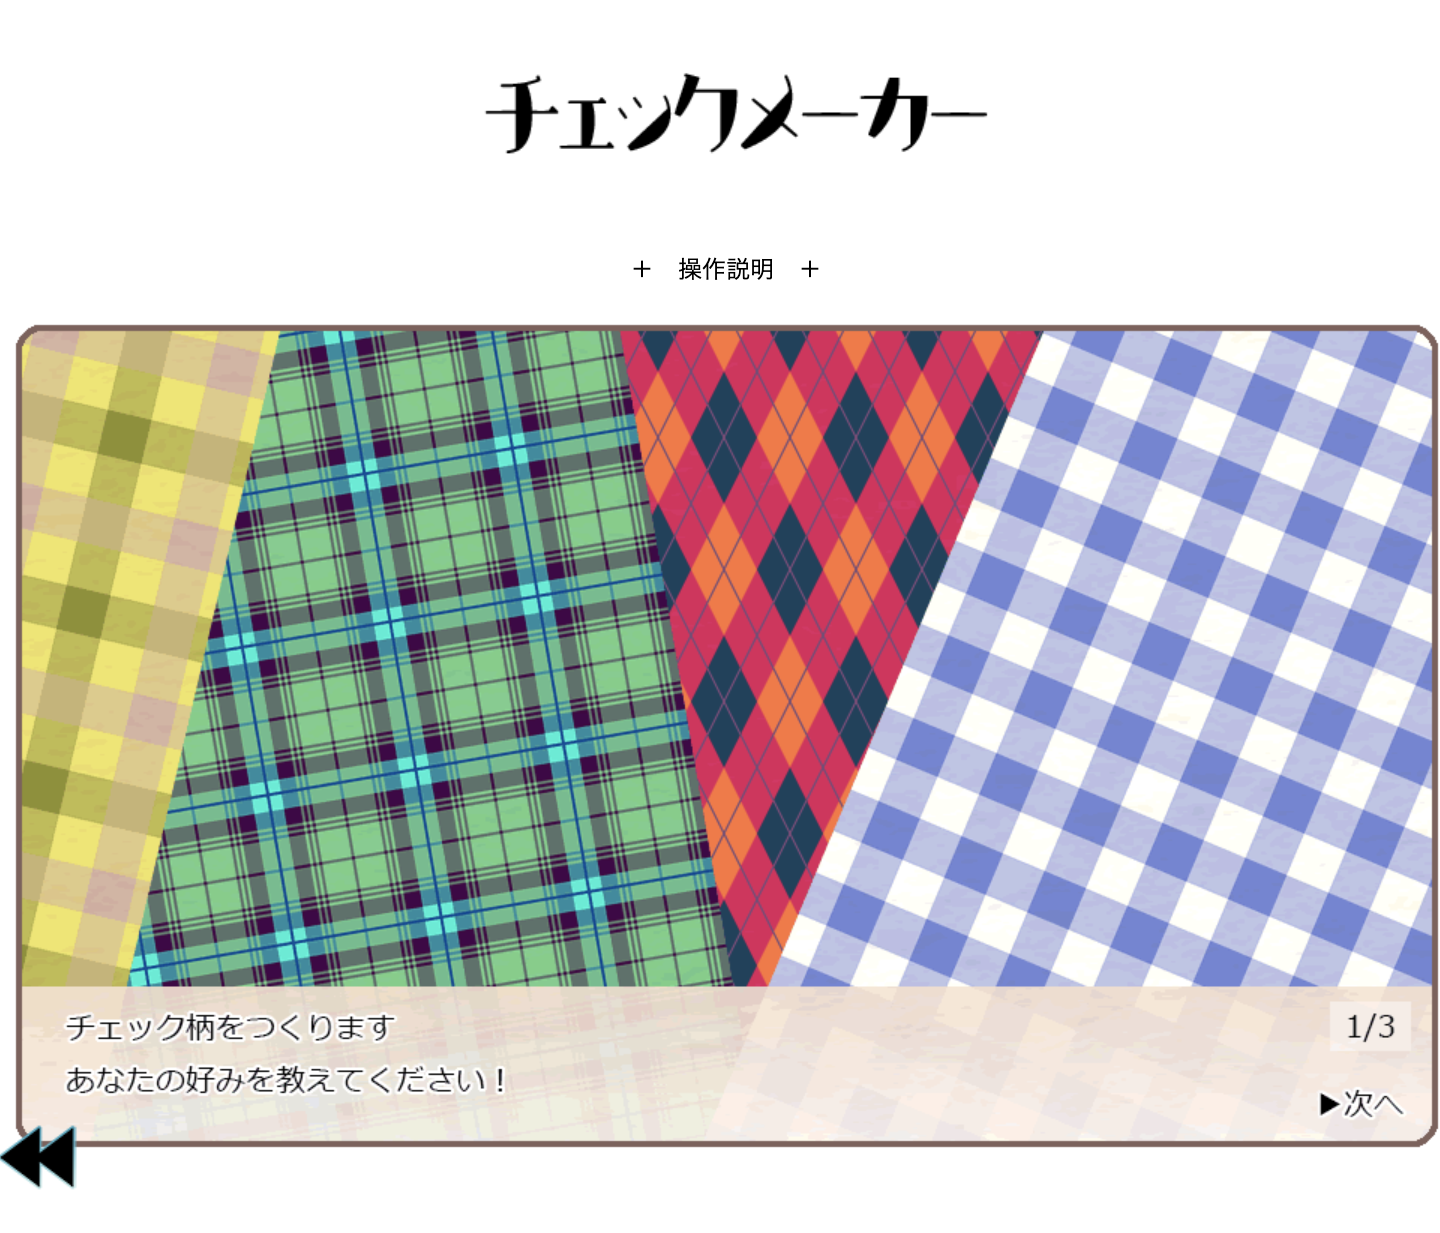 チェックメーカー
＋　操作説明　＋
チェック柄をつくります
あなたの好みを教えてください！
1/3
▶次へ